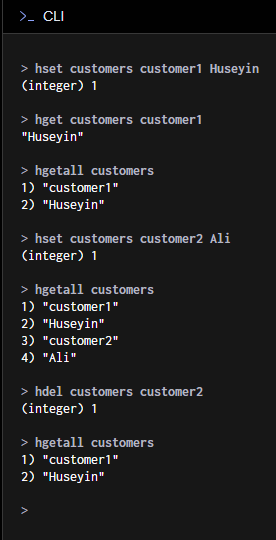 >_ CLI
> hset customers customer1 Huseyin
(integer) 1
> hget customers customer1
"Huseyin"
> hgetall customers
1) "customer1"
2) "Huseyin"
> hset customers customer2 Ali
(integer) 1
> hgetall customers
1) "customer1"
2) "Huseyin"
3) "customer2"
4) "Ali"
> hdel customers customer2
(integer) 1
> hgetall customers
1) "customer1"
2) "Huseyin"
>